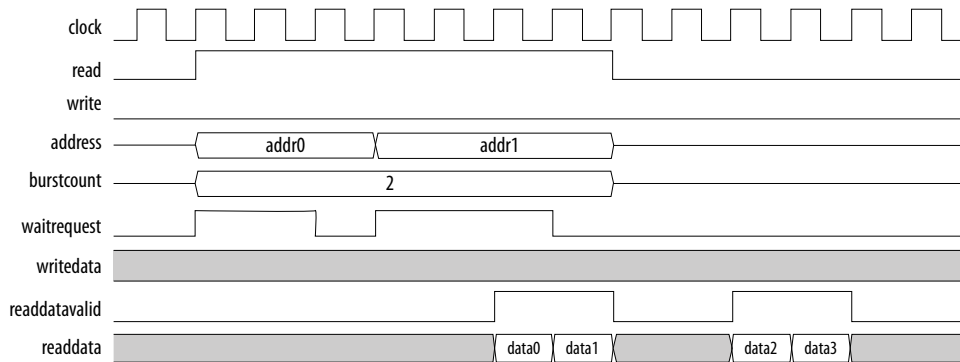 clock
read
write
address addr0 addr1
burstcount 2
waitrequest
writedata
readdatavalid
readdata data0 data1 data2 data3